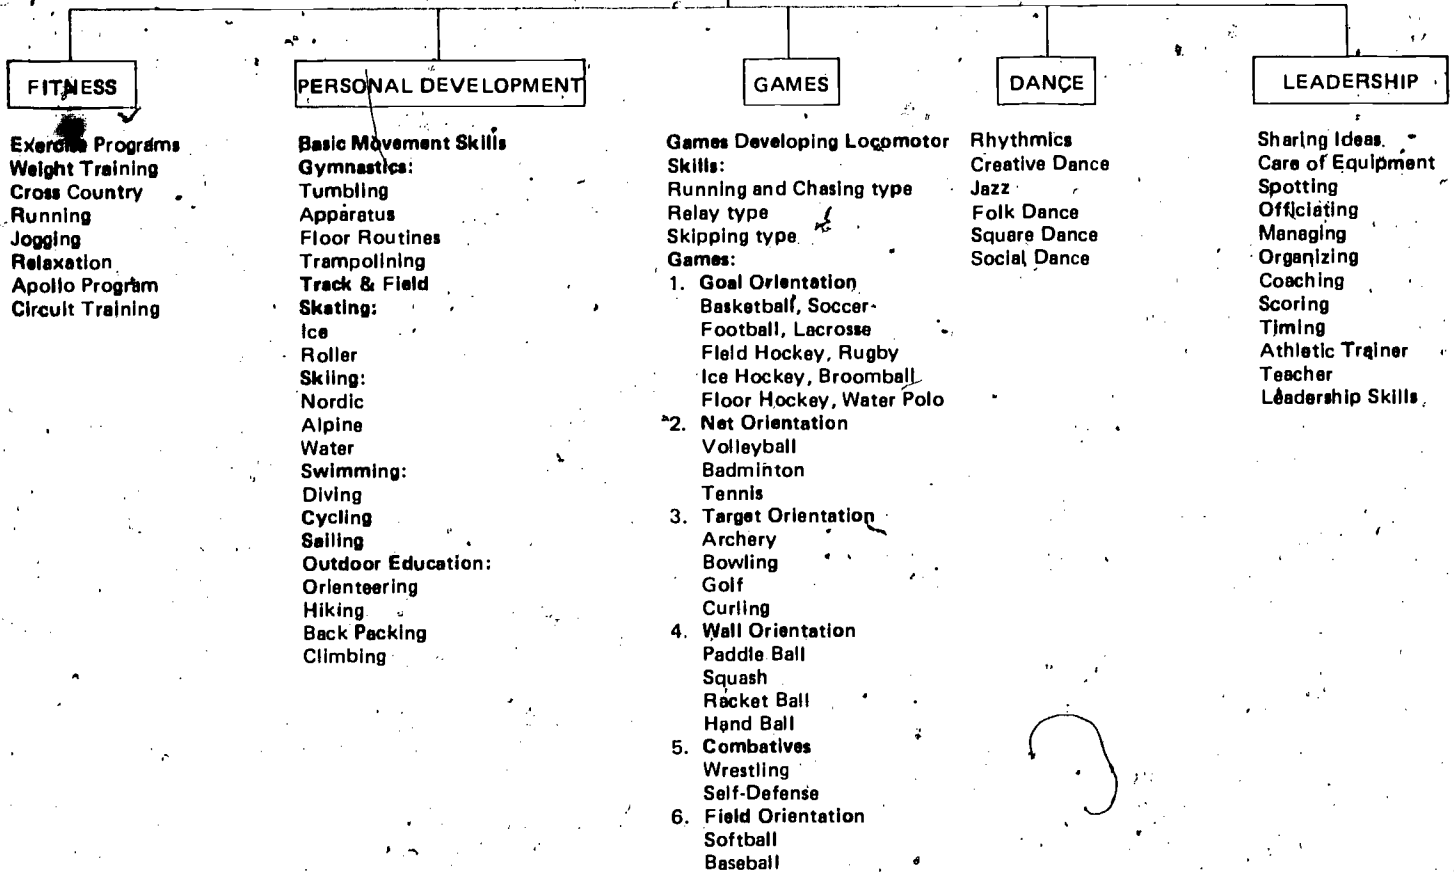 FITNESS
Exercise Programs
Weight Training
Cross Country
Running
Jogging
Relaxation
Apollo Program
Circuit Training
PERSONAL DEVELOPMENT
Basic Movement Skills
Gymnastics:
Tumbling
Apparatus
Floor Routines
Trampolining
Track & Field
Skating:
Ice
Roller
Skiing:
Nordic
Alpine
Water
Swimming:
Diving
Cycling
Sailing
Outdoor Education:
Orienteering
Hiking
Back Packing
Climbing
GAMES
Games Developing Locomotor
Skills:
Running and Chasing type
Relay type
Skipping type
Games:
1. Goal Orientation
Basketball, Soccer
Football, Lacrosse
Field Hockey, Rugby
Ice Hockey, Broomball
Floor Hockey, Water Polo
2. Net Orientation
Volleyball
Badminton
Tennis
3. Target Orientation
Archery
Bowling
Golf
Curling
4. Wall Orientation
Paddle Ball
Squash
Racket Ball
Hand Ball
5. Combatives
Wrestling
Self-Defense
6. Field Orientation
Softball
Baseball
DANCE
Rhythmics
Creative Dance
Jazz
Folk Dance
Square Dance
Social Dance
LEADERSHIP
Sharing Ideas
Care of Equipment
Spotting
Officiating
Managing
Organizing
Coaching
Scoring
Timing
Athletic Trainer
Teacher
Leadership Skills